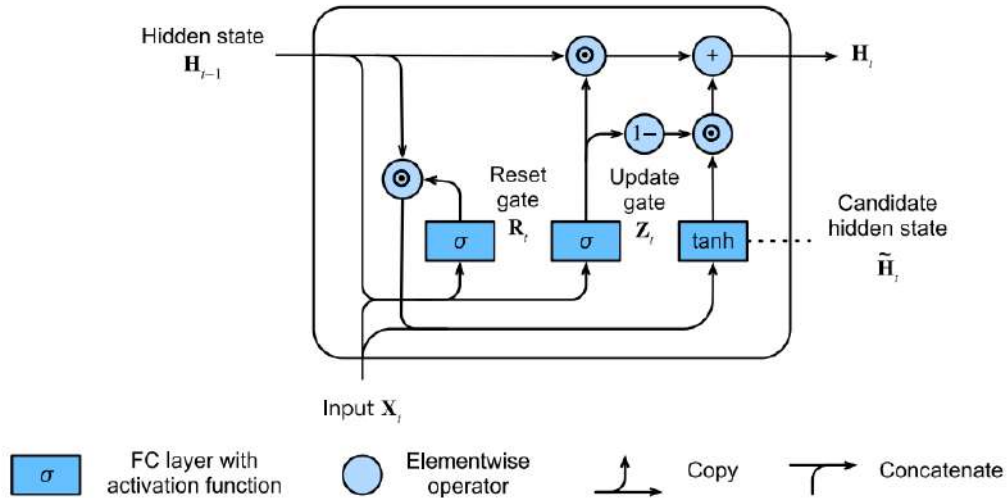 Hidden state
H_{t-1}
⊙
+
H_t
1−
⊙
⊙
Reset
gate
R_t
Update
gate
Z_t
Candidate
hidden state
H̃_t
σ
σ
tanh
Input X_t
σ
FC layer with
activation function
Elementwise
operator
Copy
Concatenate